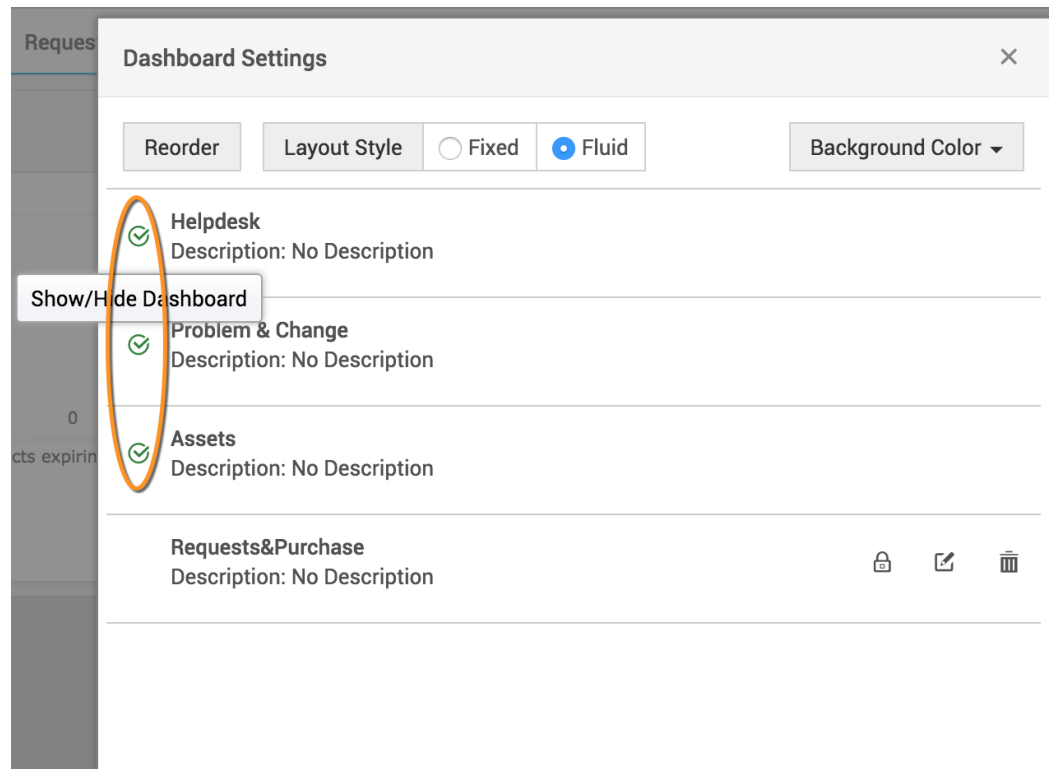 Reques
Dashboard Settings
Reorder
Layout Style
Fixed
Fluid
Background Color
Helpdesk
Description: No Description
Show/Hide Dashboard
Problem & Change
Description: No Description
0
Assets
cts expirin
Description: No Description
Requests&Purchase
Description: No Description